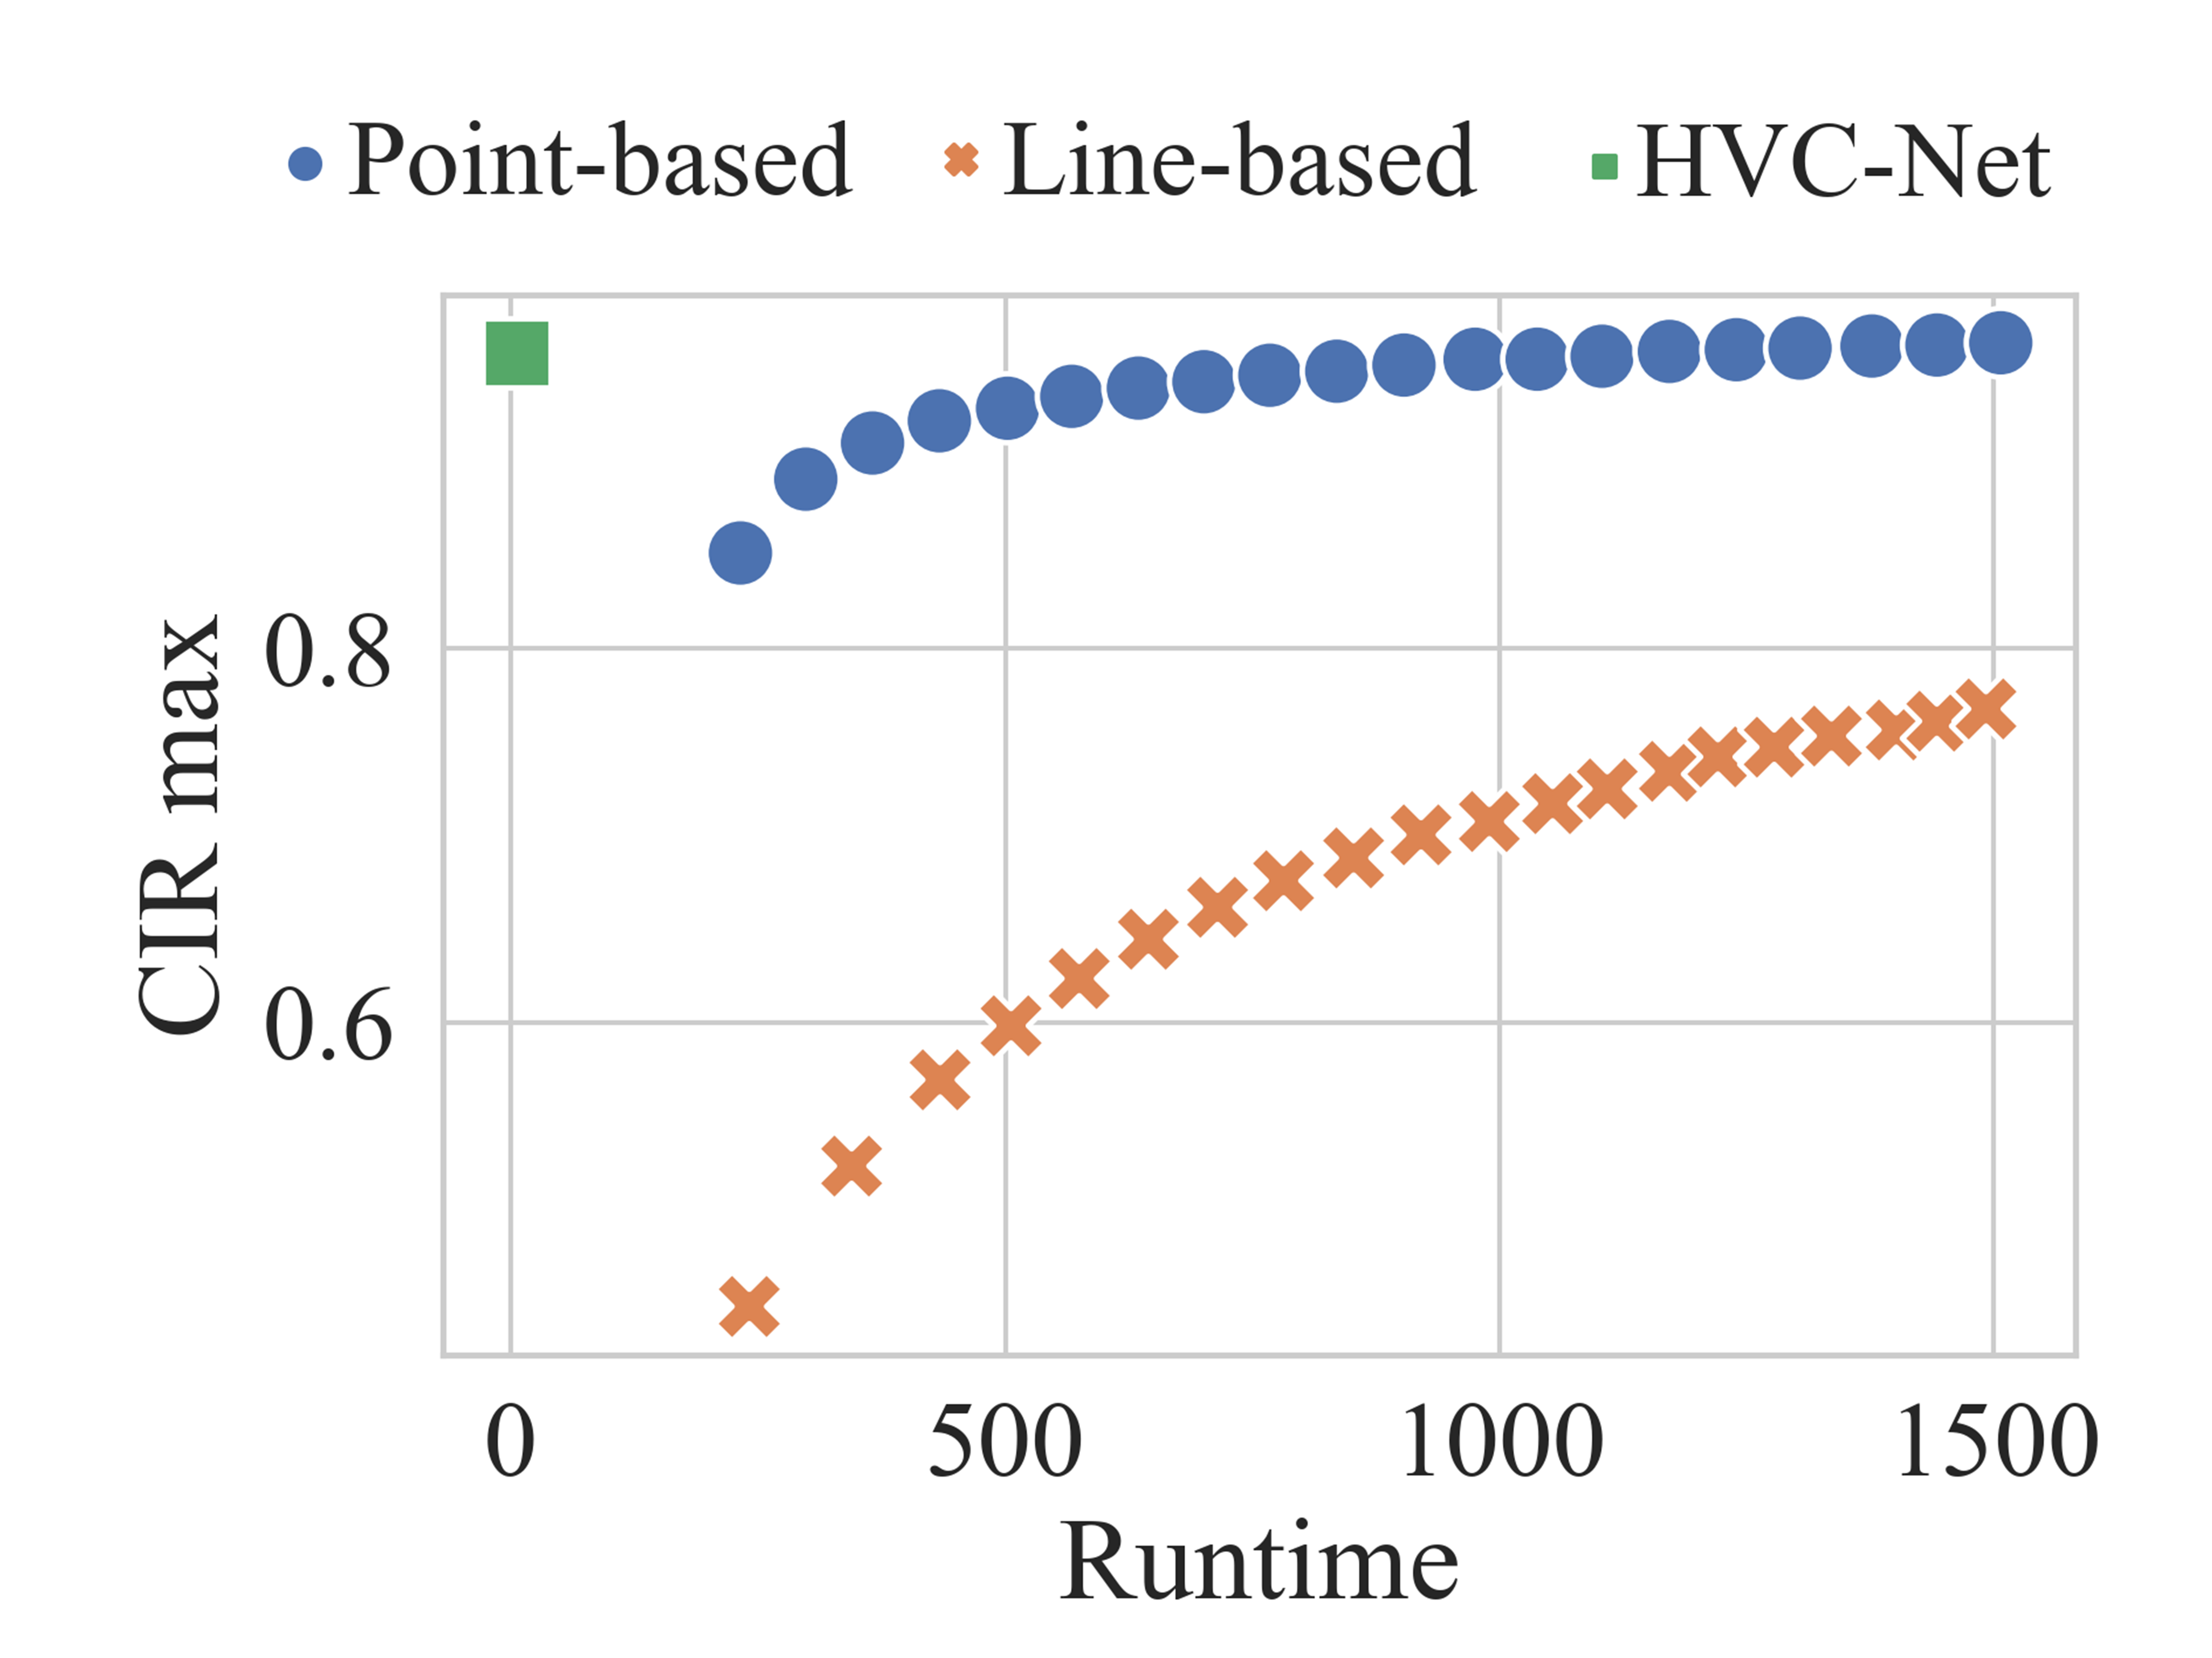 Point-based Line-based HVC-Net
CIR max
0.8
0.6
0 500 1000 1500
Runtime